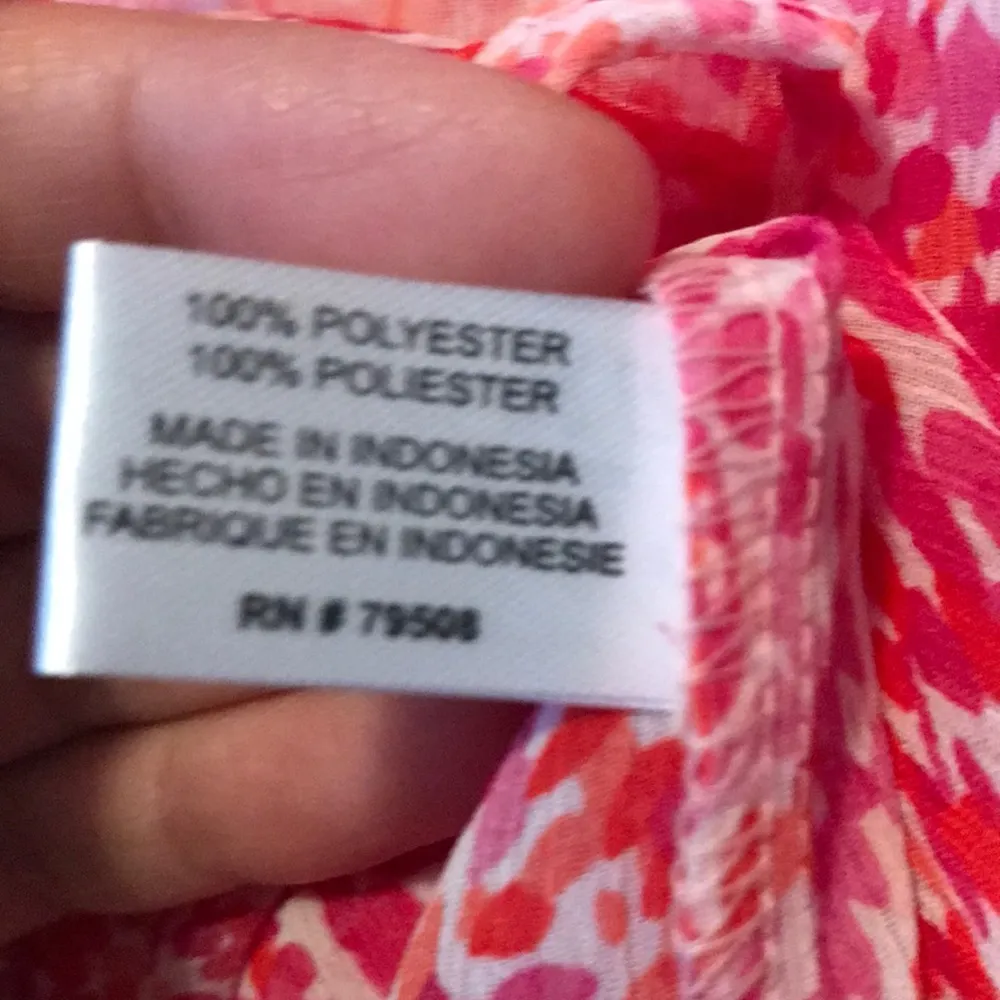 100% POLYESTER
100% POLIESTER
MADE IN INDONESIA
HECHO EN INDONESIA
FABRIQUE EN INDONESIE
RN # 79508